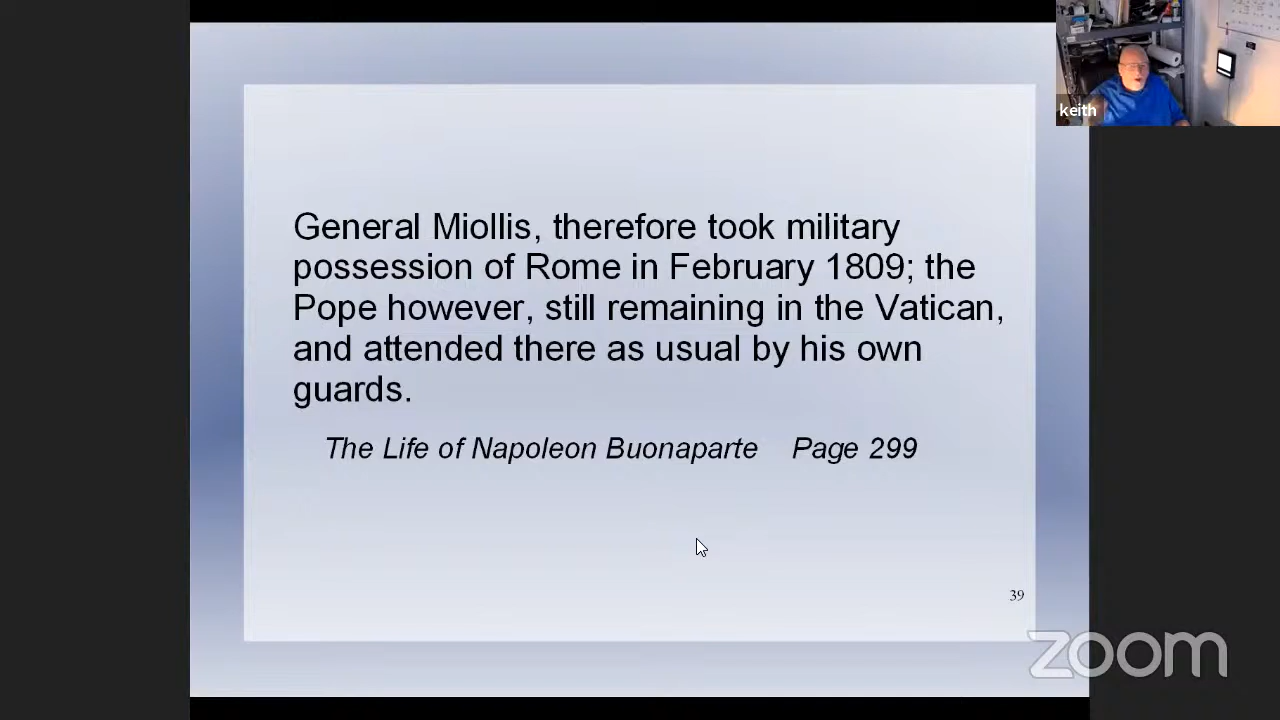 General Miollis, therefore took military
possession of Rome in February 1809; the
Pope however, still remaining in the Vatican,
and attended there as usual by his own
guards.
The Life of Napoleon Buonaparte Page 299
39
keith
zoom